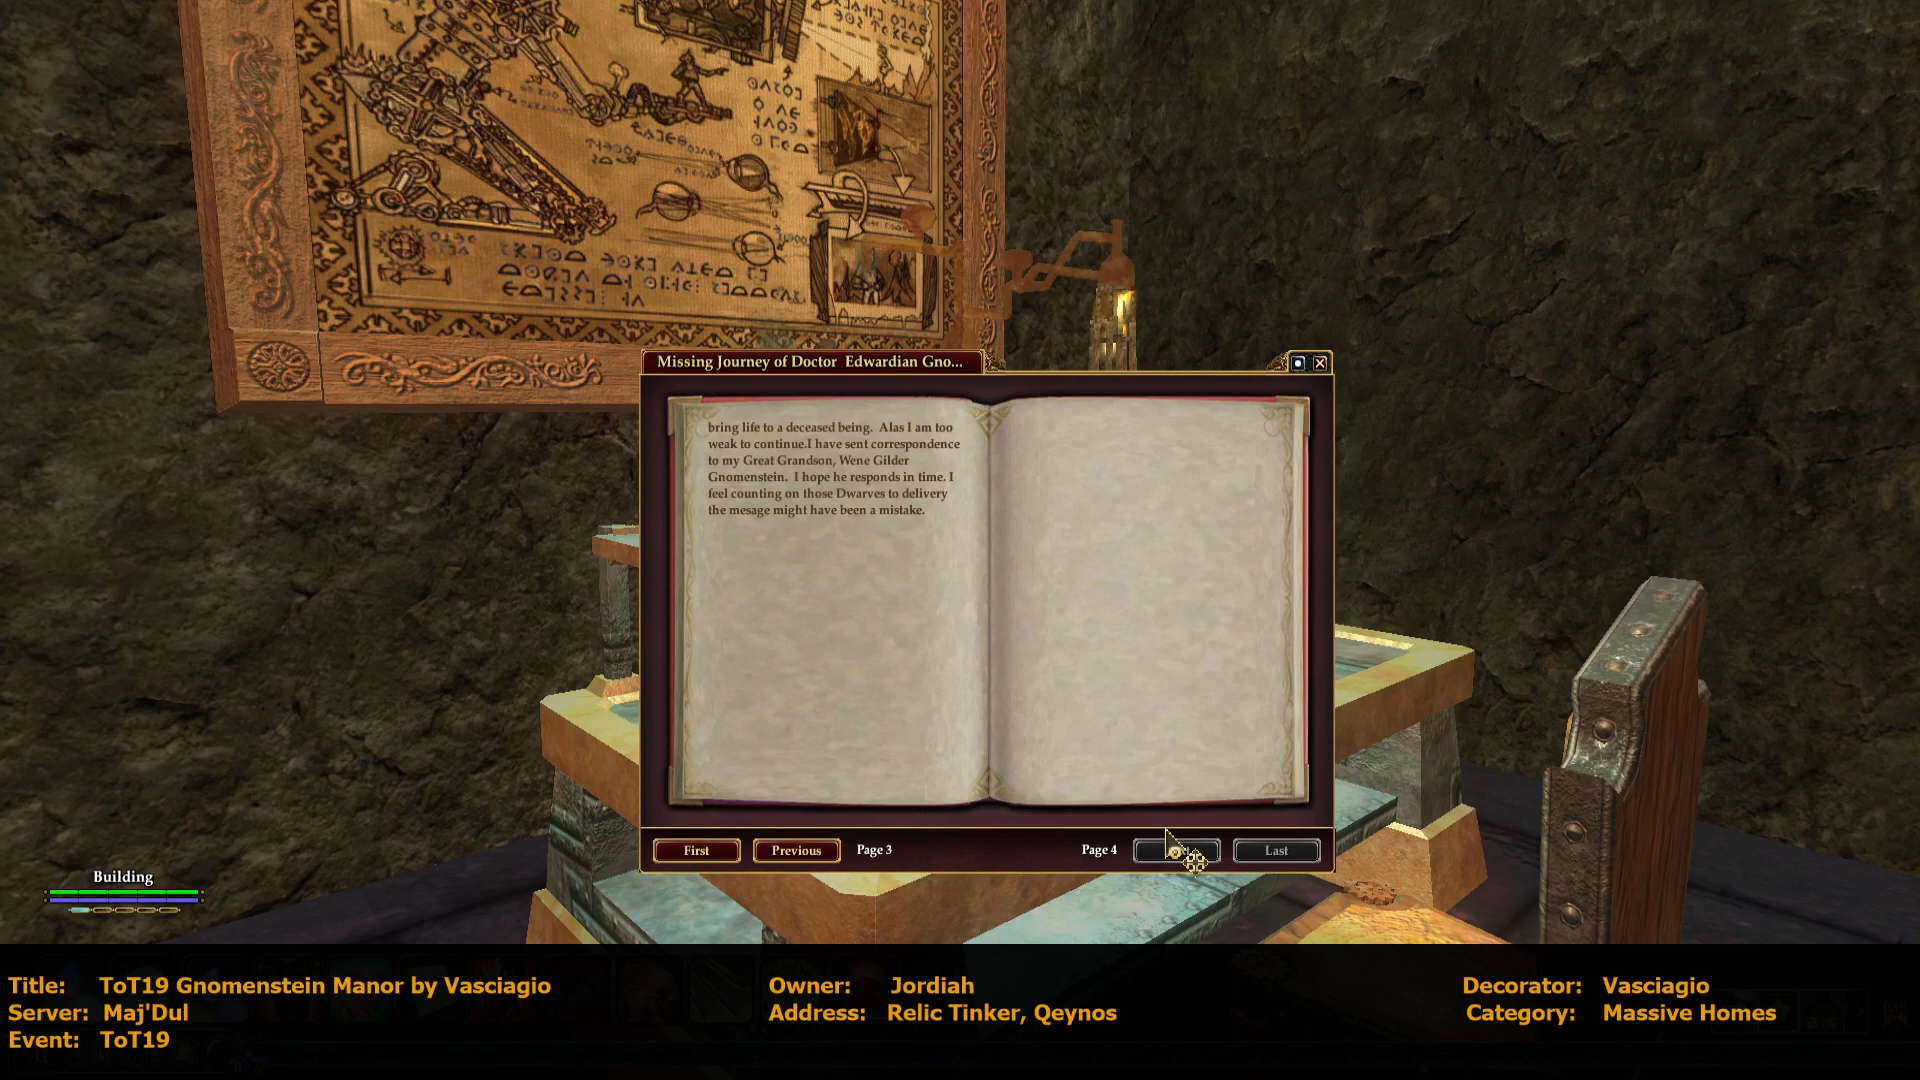 Missing Journey of Doctor  Edwardian Gno...
bring life to a deceased being.  Alas I am too
weak to continue.I have sent correspondence
to my Great Grandson, Wene Gilder
Gnomenstein.  I hope he responds in time. I
feel counting on those Dwarves to delivery
the mesage might have been a mistake.
First Previous Page 3 Page 4 Last
Building
Title: ToT19 Gnomenstein Manor by Vasciagio
Server: Maj'Dul
Event: ToT19
Owner: Jordiah
Address: Relic Tinker, Qeynos
Decorator: Vasciagio
Category: Massive Homes